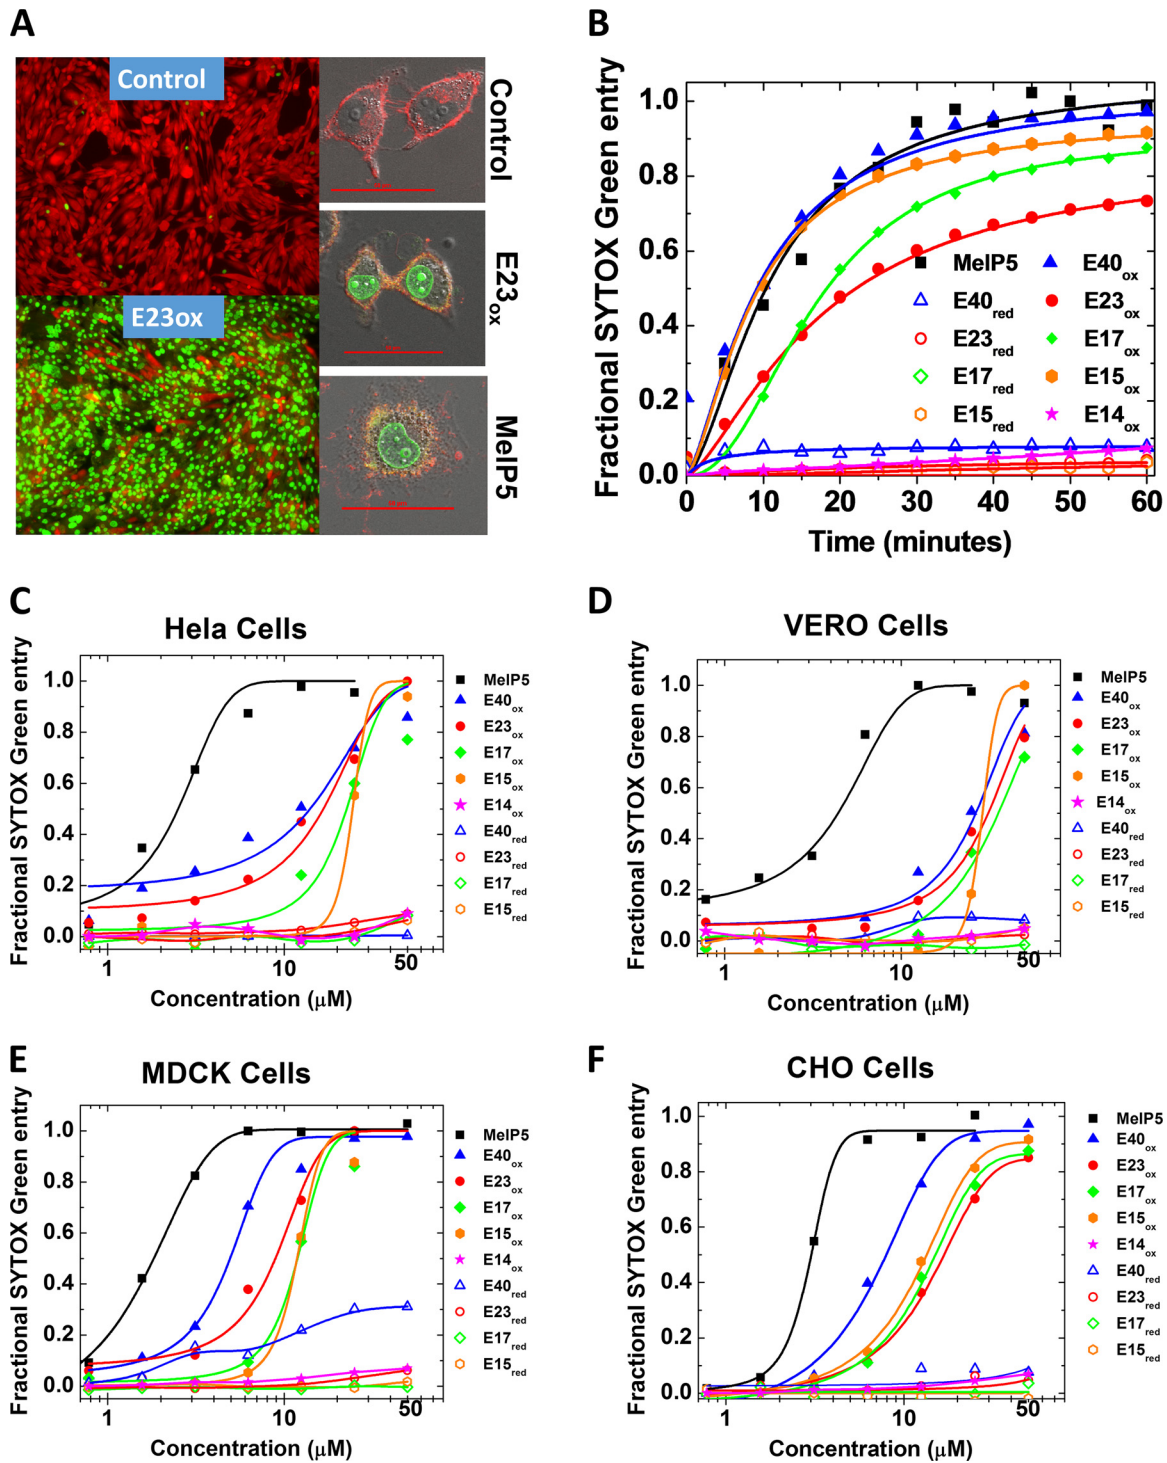 A
Control
E23ox
Control
E23ox
MelP5
B
Fractional SYTOX Green entry
1.0
0.8
0.6
0.4
0.2
0.0
0 10 20 30 40 50 60
Time (minutes)
MelP5 E40ox
E40red E23ox
E23red E17ox
E17red E15ox
E15red E14ox
C
Hela Cells
Fractional SYTOX Green entry
1.0
0.8
0.6
0.4
0.2
0.0
1 10 50
Concentration (μM)
MelP5
E40ox
E23ox
E17ox
E15ox
E14ox
E40red
E23red
E17red
E15red
D
VERO Cells
Fractional SYTOX Green entry
1.0
0.8
0.6
0.4
0.2
0.0
1 10 50
Concentration (μM)
MelP5
E40ox
E23ox
E17ox
E15ox
E14ox
E40red
E23red
E17red
E15red
E
MDCK Cells
Fractional SYTOX Green entry
1.0
0.8
0.6
0.4
0.2
0.0
1 10 50
Concentration (μM)
MelP5
E40ox
E23ox
E17ox
E15ox
E14ox
E40red
E23red
E17red
E15red
F
CHO Cells
Fractional SYTOX Green entry
1.0
0.8
0.6
0.4
0.2
0.0
1 10 50
Concentration (μM)
MelP5
E40ox
E23ox
E17ox
E15ox
E14ox
E40red
E23red
E17red
E15red